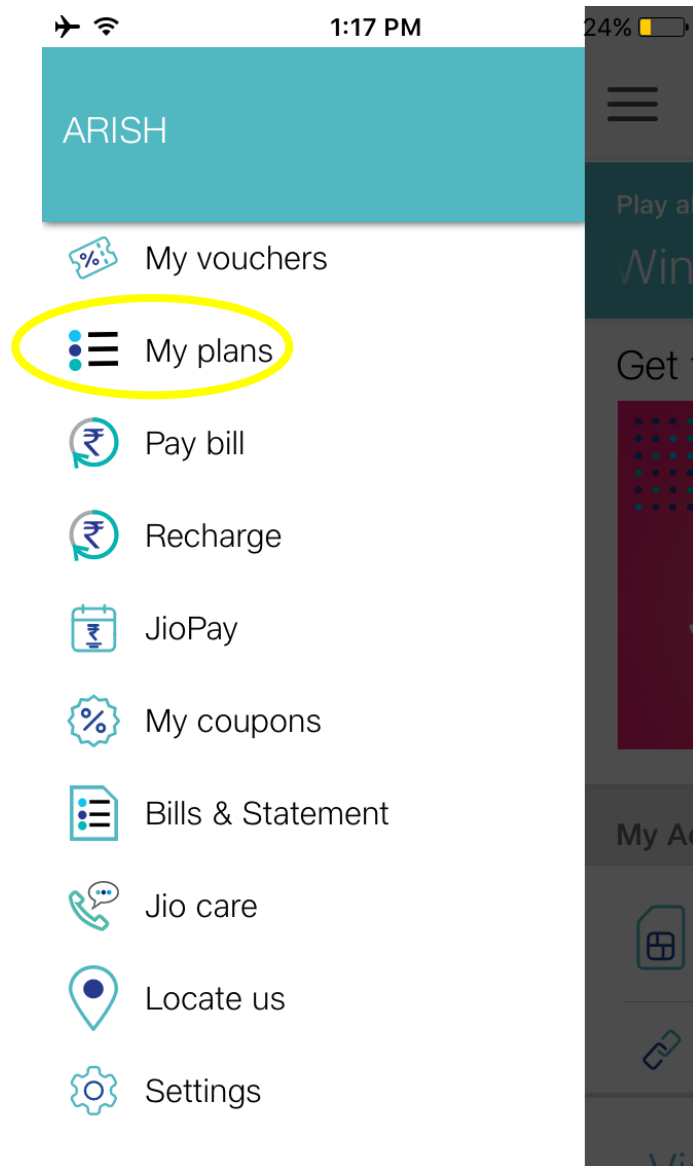 1:17 PM
24%
ARISH
My vouchers
My plans
Pay bill
Recharge
JioPay
My coupons
Bills & Statement
Jio care
Locate us
Settings
Play
Win
Get
My